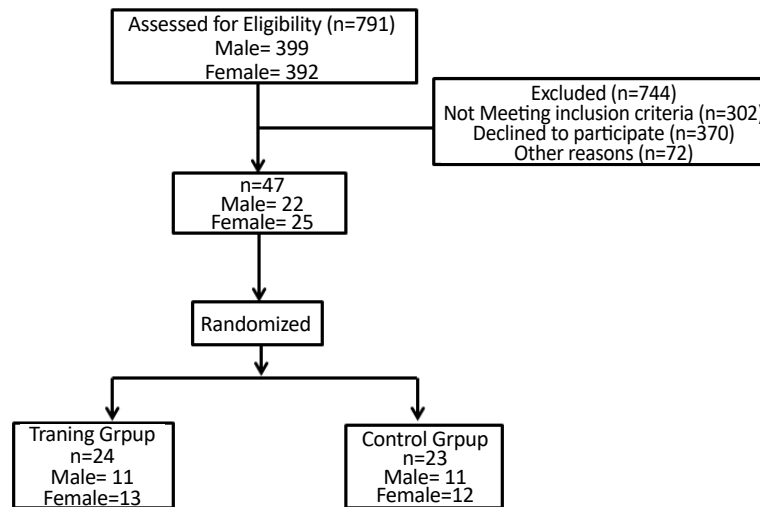 Assessed for Eligibility (n=791)
Male= 399
Female= 392
Excluded (n=744)
Not Meeting inclusion criteria (n=302)
Declined to participate (n=370)
Other reasons (n=72)
n=47
Male= 22
Female= 25
Randomized
Traning Grpup
n=24
Male= 11
Female=13
Control Grpup
n=23
Male= 11
Female=12